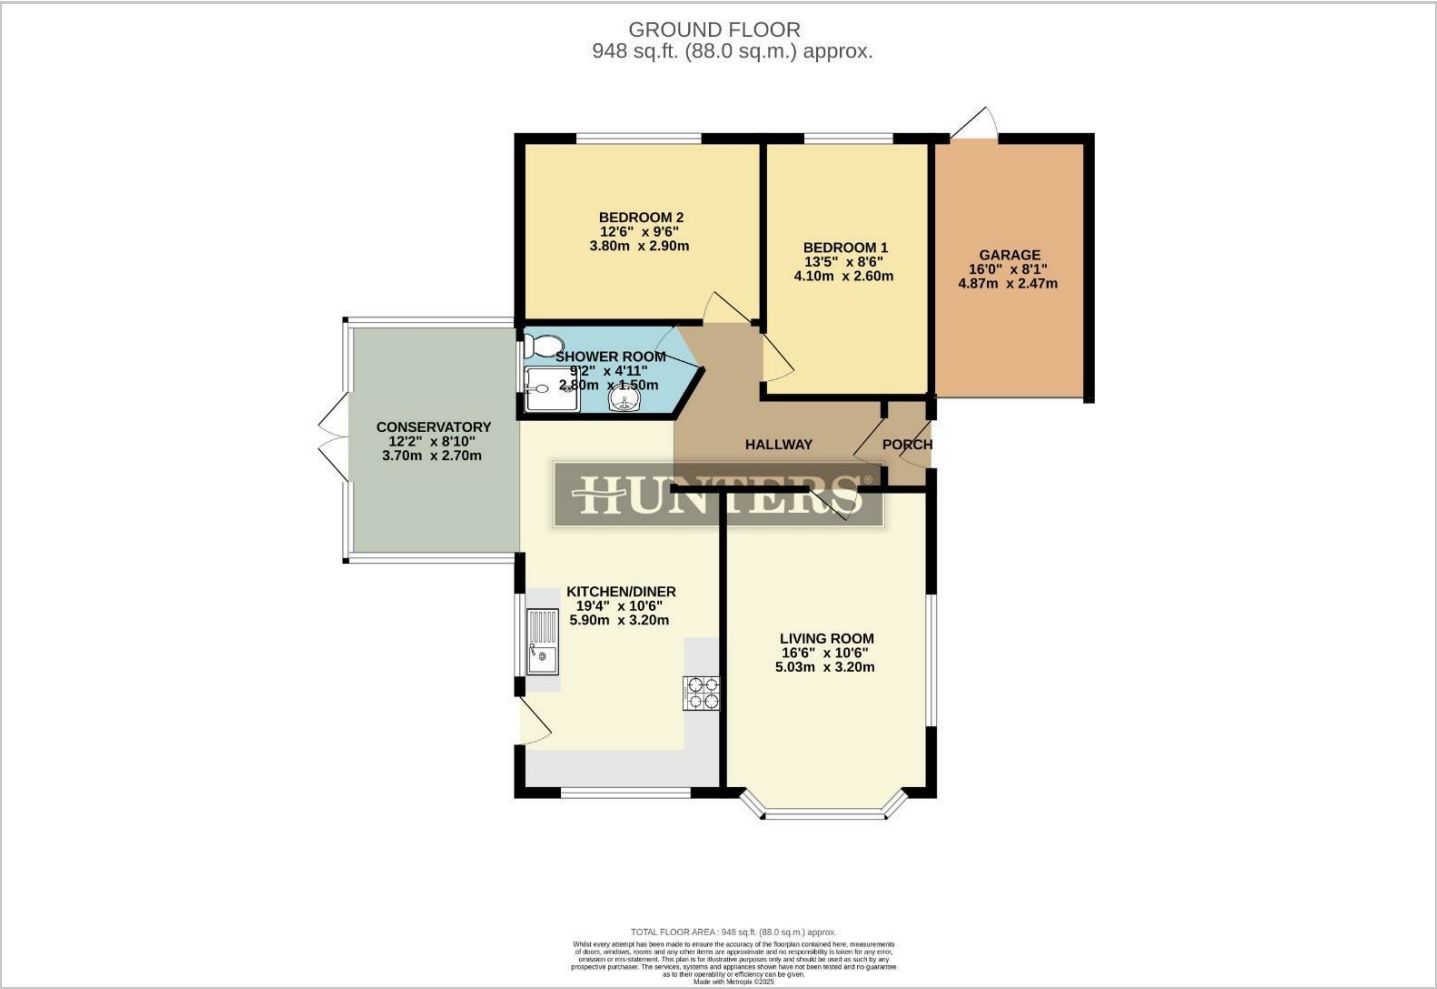 GROUND FLOOR
948 sq.ft. (88.0 sq.m.) approx.
BEDROOM 2
12'6" x 9'6"
3.80m x 2.90m
BEDROOM 1
13'5" x 8'6"
4.10m x 2.60m
GARAGE
16'0" x 8'1"
4.87m x 2.47m
SHOWER ROOM
9'2" x 4'11"
2.80m x 1.50m
CONSERVATORY
12'2" x 8'10"
3.70m x 2.70m
HALLWAY
PORCH
HUNTERS®
KITCHEN/DINER
19'4" x 10'6"
5.90m x 3.20m
LIVING ROOM
16'6" x 10'6"
5.03m x 3.20m
TOTAL FLOOR AREA : 948 sq.ft. (88.0 sq.m.) approx.
Whilst every attempt has been made to ensure the accuracy of the floorplan contained here, measurements
of doors, windows, rooms and any other items are approximate and no responsibility is taken for any error,
omission or mis-statement. This plan is for illustrative purposes only and should be used as such by any
prospective purchaser. The services, systems and appliances shown have not been tested and no guarantee
as to their operability or efficiency can be given.
Made with Metropix ©2025